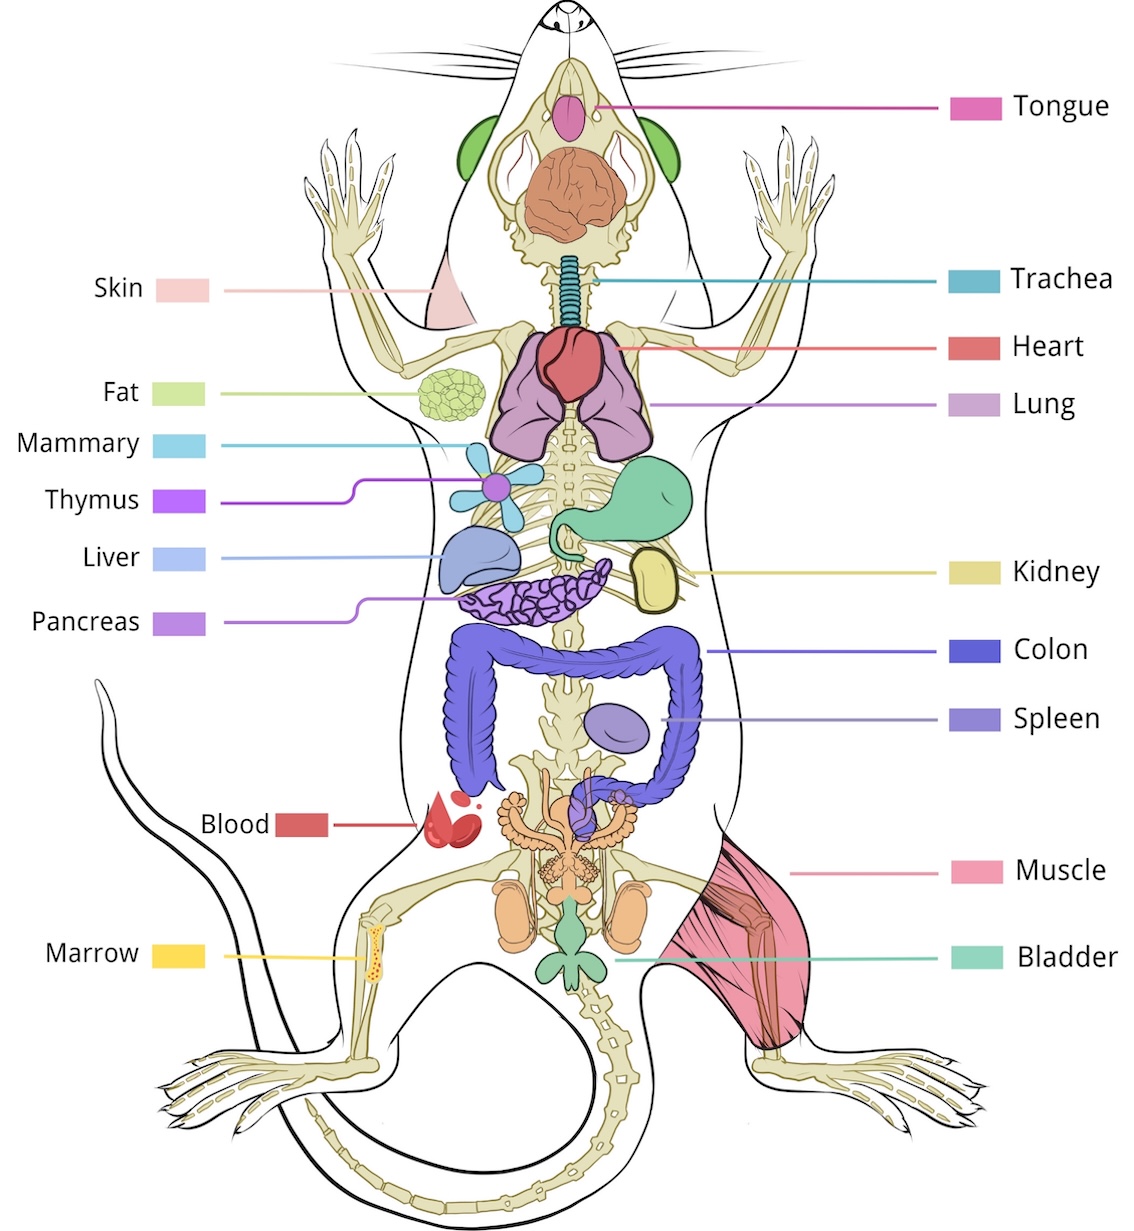 Tongue
Skin
Trachea
Heart
Fat
Lung
Mammary
Thymus
Liver
Kidney
Pancreas
Colon
Spleen
Blood
Muscle
Marrow
Bladder